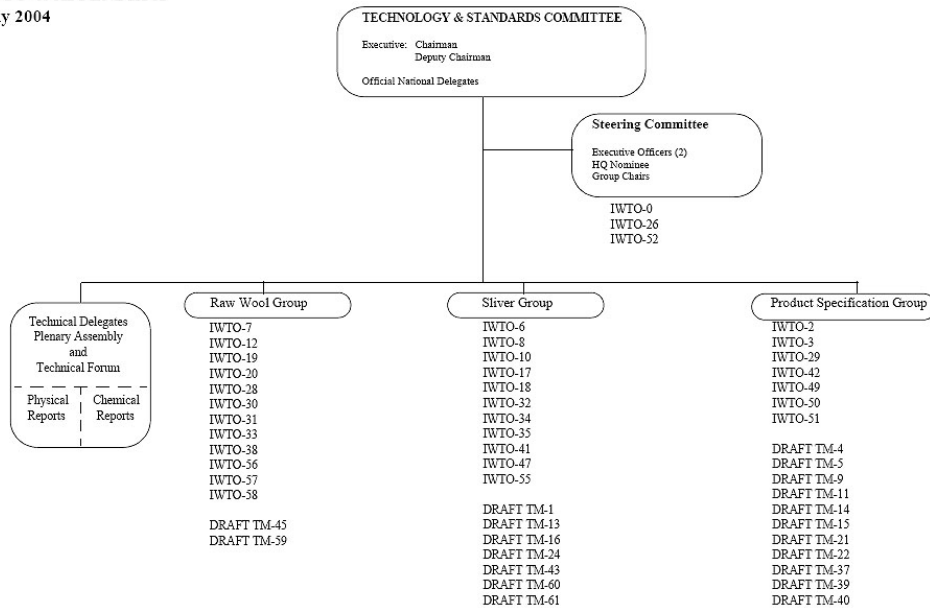 y 2004
TECHNOLOGY & STANDARDS COMMITTEE
Executive: Chairman
Deputy Chairman
Official National Delegates
Steering Committee
Executive Officers (2)
HQ Nominee
Group Chairs
IWTO-0
IWTO-26
IWTO-52
Technical Delegates
Plenary Assembly
and
Technical Forum
Physical
Reports
Chemical
Reports
Raw Wool Group
IWTO-7
IWTO-12
IWTO-19
IWTO-20
IWTO-28
IWTO-30
IWTO-31
IWTO-33
IWTO-38
IWTO-56
IWTO-57
IWTO-58
DRAFT TM-45
DRAFT TM-59
Sliver Group
IWTO-6
IWTO-8
IWTO-10
IWTO-17
IWTO-18
IWTO-32
IWTO-34
IWTO-35
IWTO-41
IWTO-47
IWTO-55
DRAFT TM-1
DRAFT TM-13
DRAFT TM-16
DRAFT TM-24
DRAFT TM-43
DRAFT TM-60
DRAFT TM-61
Product Specification Group
IWTO-2
IWTO-3
IWTO-29
IWTO-42
IWTO-49
IWTO-50
IWTO-51
DRAFT TM-4
DRAFT TM-5
DRAFT TM-9
DRAFT TM-11
DRAFT TM-14
DRAFT TM-15
DRAFT TM-21
DRAFT TM-22
DRAFT TM-37
DRAFT TM-39
DRAFT TM-40